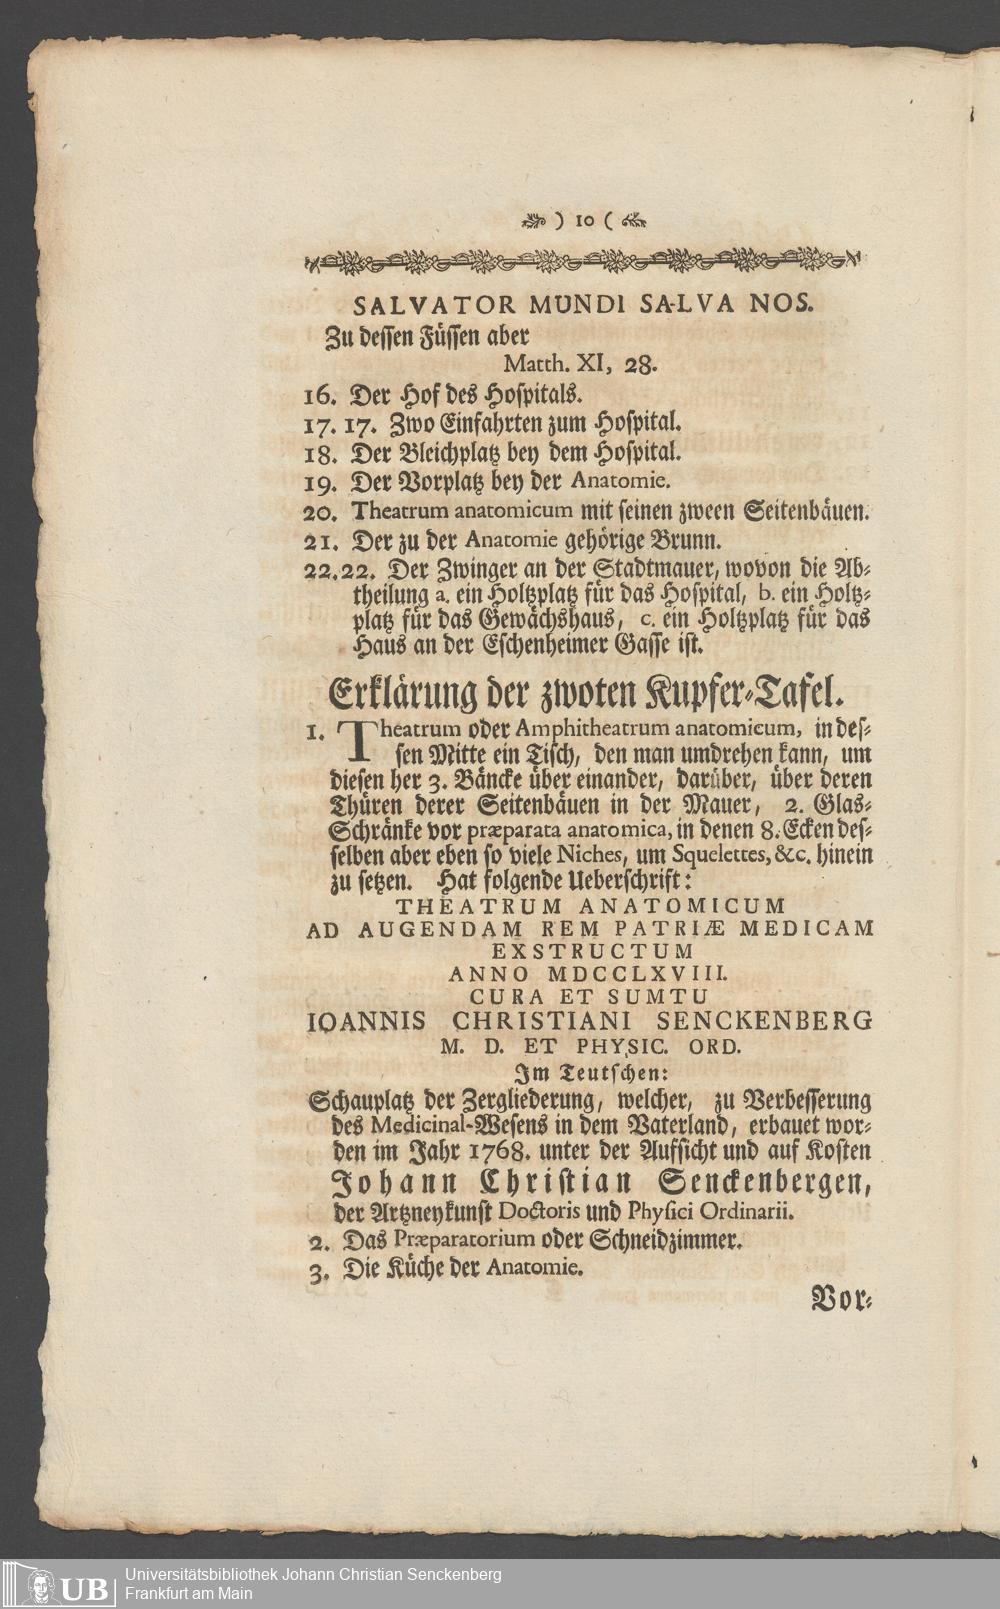 ) 10 (
SALVATOR MUNDI SALVA NOS.
Zu dessen Füssen aber
Matth. XI, 28.
16. Der Hof des Hospitals.
17. 17. Zwo Einfahrten zum Hospital.
18. Der Bleichplatz bey dem Hospital.
19. Der Vorplatz bey der Anatomie.
20. Theatrum anatomicum mit seinen zween Seitenbäuen.
21. Der zu der Anatomie gehörige Brunn.
22. 22. Der Zwinger an der Stadtmauer, wovon die Ab-
theilung a. ein Holtzplatz für das Hospital, b. ein Holtz-
platz für das Gewächshaus, c. ein Holtzplatz für das
Haus an der Eschenheimer Gasse ist.
Erklärung der zwoten Kupfer-Tafel.
1. Theatrum oder Amphitheatrum anatomicum, in des-
sen Mitte ein Tisch, den man umdrehen kann, um
diesen her 3. Bäncke über einander, darüber, über deren
Thüren derer Seitenbäuen in der Mauer, 2. Glas-
Schränke vor præparata anatomica, in denen 8. Ecken des-
selben aber eben so viele Niches, um Squelettes, &c. hinein
zu setzen. Hat folgende Ueberschrift:
THEATRUM ANATOMICUM
AD AUGENDAM REM PATRIÆ MEDICAM
EXSTRUCTUM
ANNO MDCCLXVIII.
CURA ET SUMTU
IOANNIS CHRISTIANI SENCKENBERG
M. D. ET PHYSIC. ORD.
Im Teutschen:
Schauplatz der Zergliederung, welcher, zu Verbesserung
des Medicinal-Wesens in dem Vaterland, erbauet wor-
den im Jahr 1768. unter der Aufsicht und auf Kosten
Johann Christian Senckenbergen,
der Artzneykunst Doctoris und Physici Ordinarii.
2. Das Præparatorium oder Schneidzimmer.
3. Die Küche der Anatomie.
Vor-
UB
Universitätsbibliothek Johann Christian Senckenberg
Frankfurt am Main